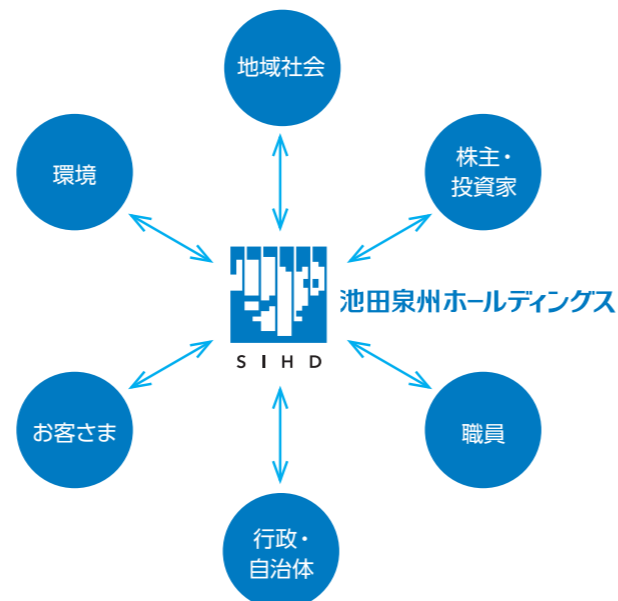 地域社会
環境
株主・
投資家
池田泉州ホールディングス
SIHD
お客さま
職員
行政・
自治体